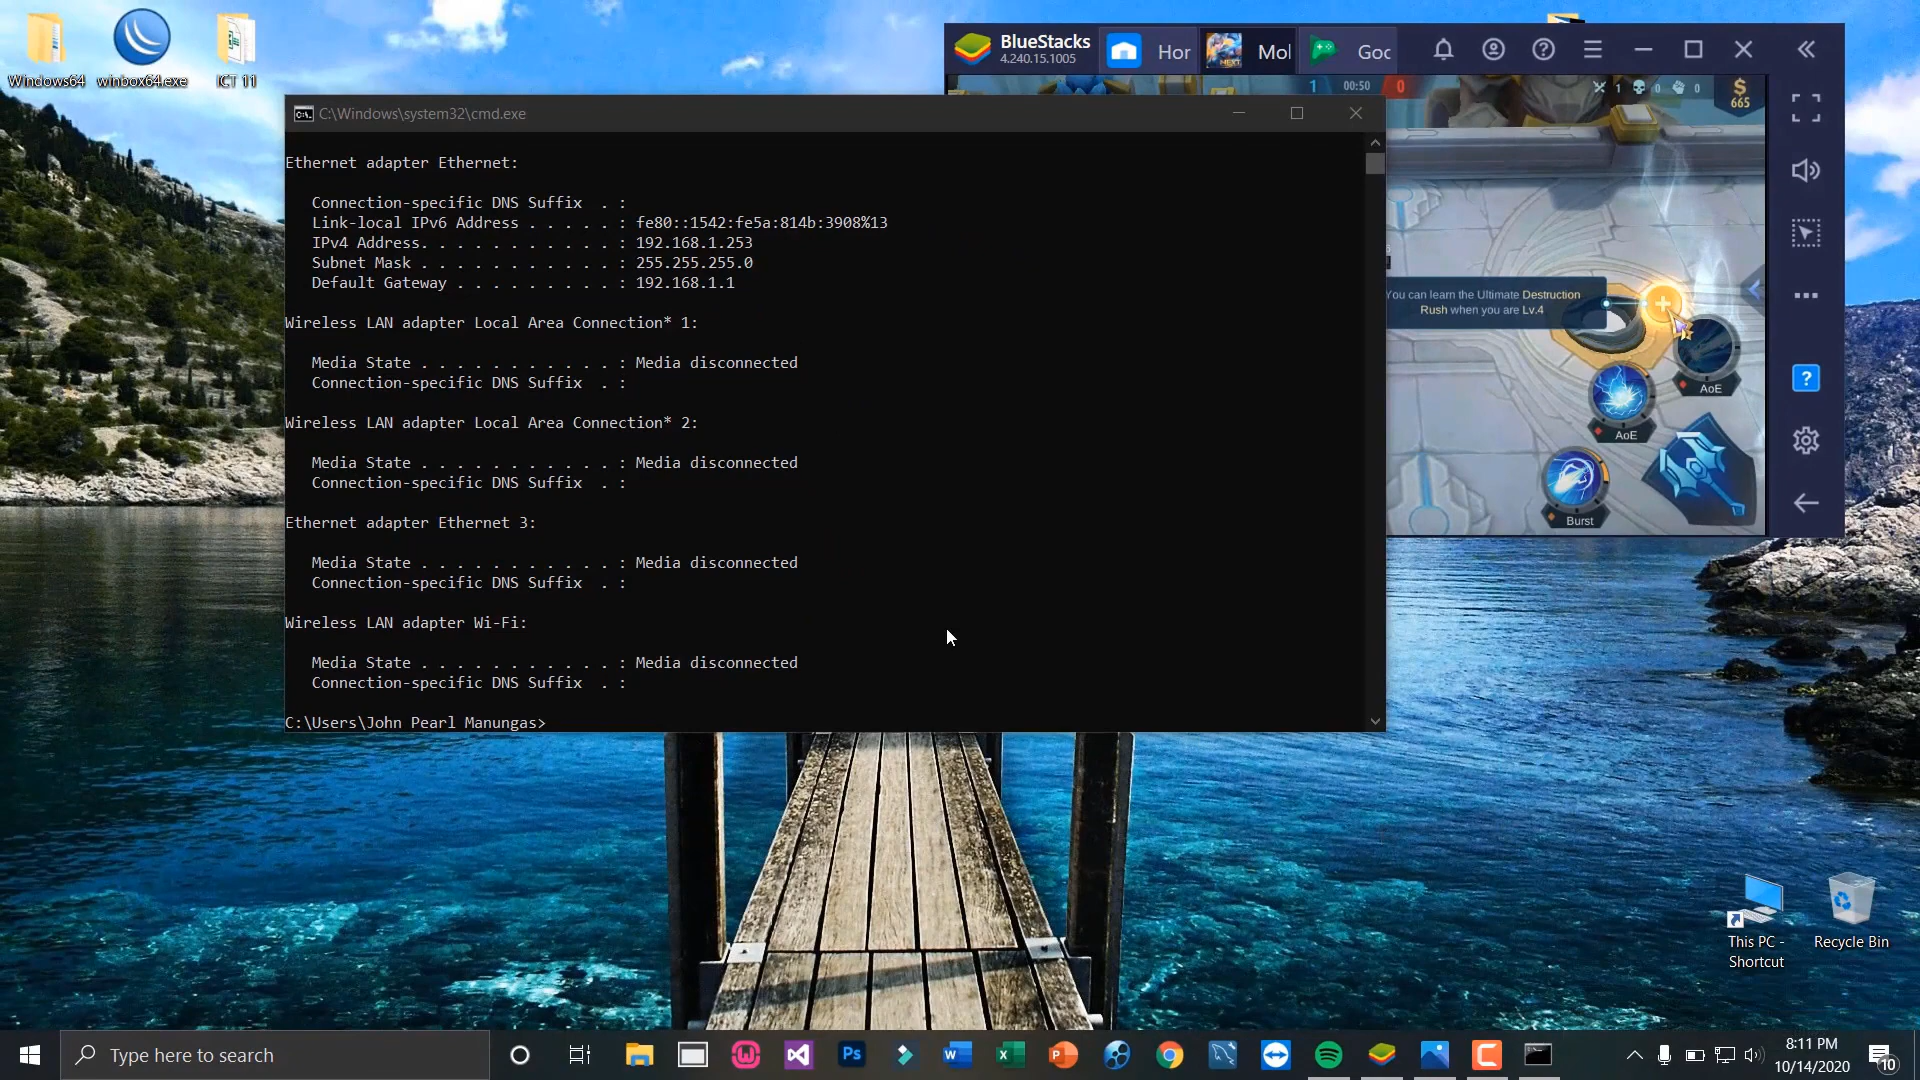 Windows64
winbox64.exe
ICT 11
BlueStacks
4.240.15.1005
Hor
Mol
Goc
1
00:50
0
1
0
0
$
665
C:\Windows\system32\cmd.exe
Ethernet adapter Ethernet:
Connection-specific DNS Suffix . :
Link-local IPv6 Address . . . . . : fe80::1542:fe5a:814b:3908%13
IPv4 Address. . . . . . . . . . . : 192.168.1.253
Subnet Mask . . . . . . . . . . . : 255.255.255.0
Default Gateway . . . . . . . . . : 192.168.1.1
Wireless LAN adapter Local Area Connection* 1:
Media State . . . . . . . . . . . : Media disconnected
Connection-specific DNS Suffix . :
Wireless LAN adapter Local Area Connection* 2:
Media State . . . . . . . . . . . : Media disconnected
Connection-specific DNS Suffix . :
Ethernet adapter Ethernet 3:
Media State . . . . . . . . . . . : Media disconnected
Connection-specific DNS Suffix . :
Wireless LAN adapter Wi-Fi:
Media State . . . . . . . . . . . : Media disconnected
Connection-specific DNS Suffix . :
C:\Users\John Pearl Manungas>
You can learn the Ultimate Destruction
Rush when you are Lv.4
AoE
AoE
Burst
This PC -
Shortcut
Recycle Bin
Type here to search
Ps
8:11 PM
10/14/2020
10